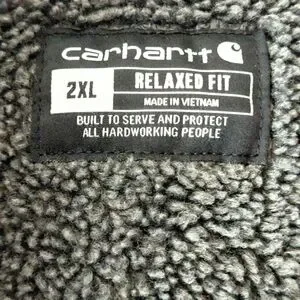 carhartt
2XL RELAXED FIT
MADE IN VIETNAM
BUILT TO SERVE AND PROTECT
ALL HARDWORKING PEOPLE